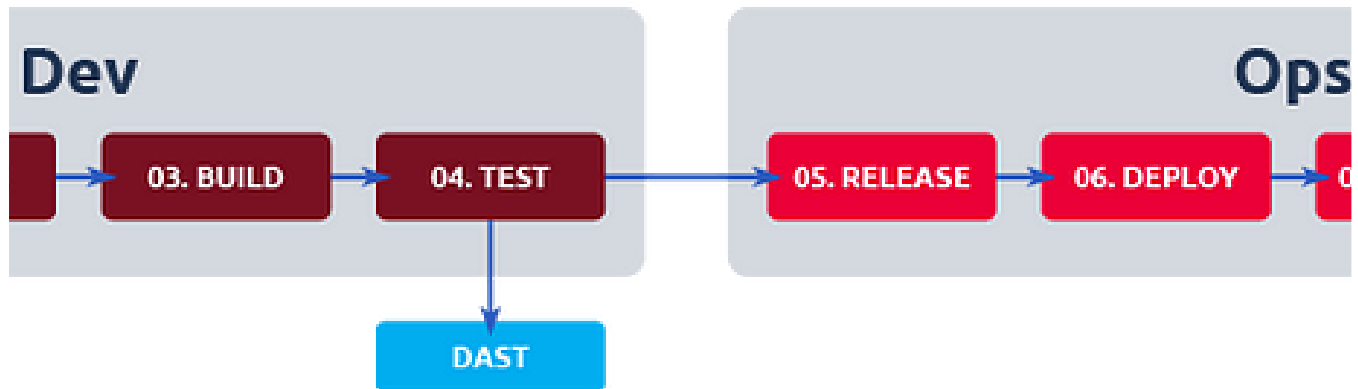 Dev
Ops
03. BUILD
04. TEST
05. RELEASE
06. DEPLOY
DAST